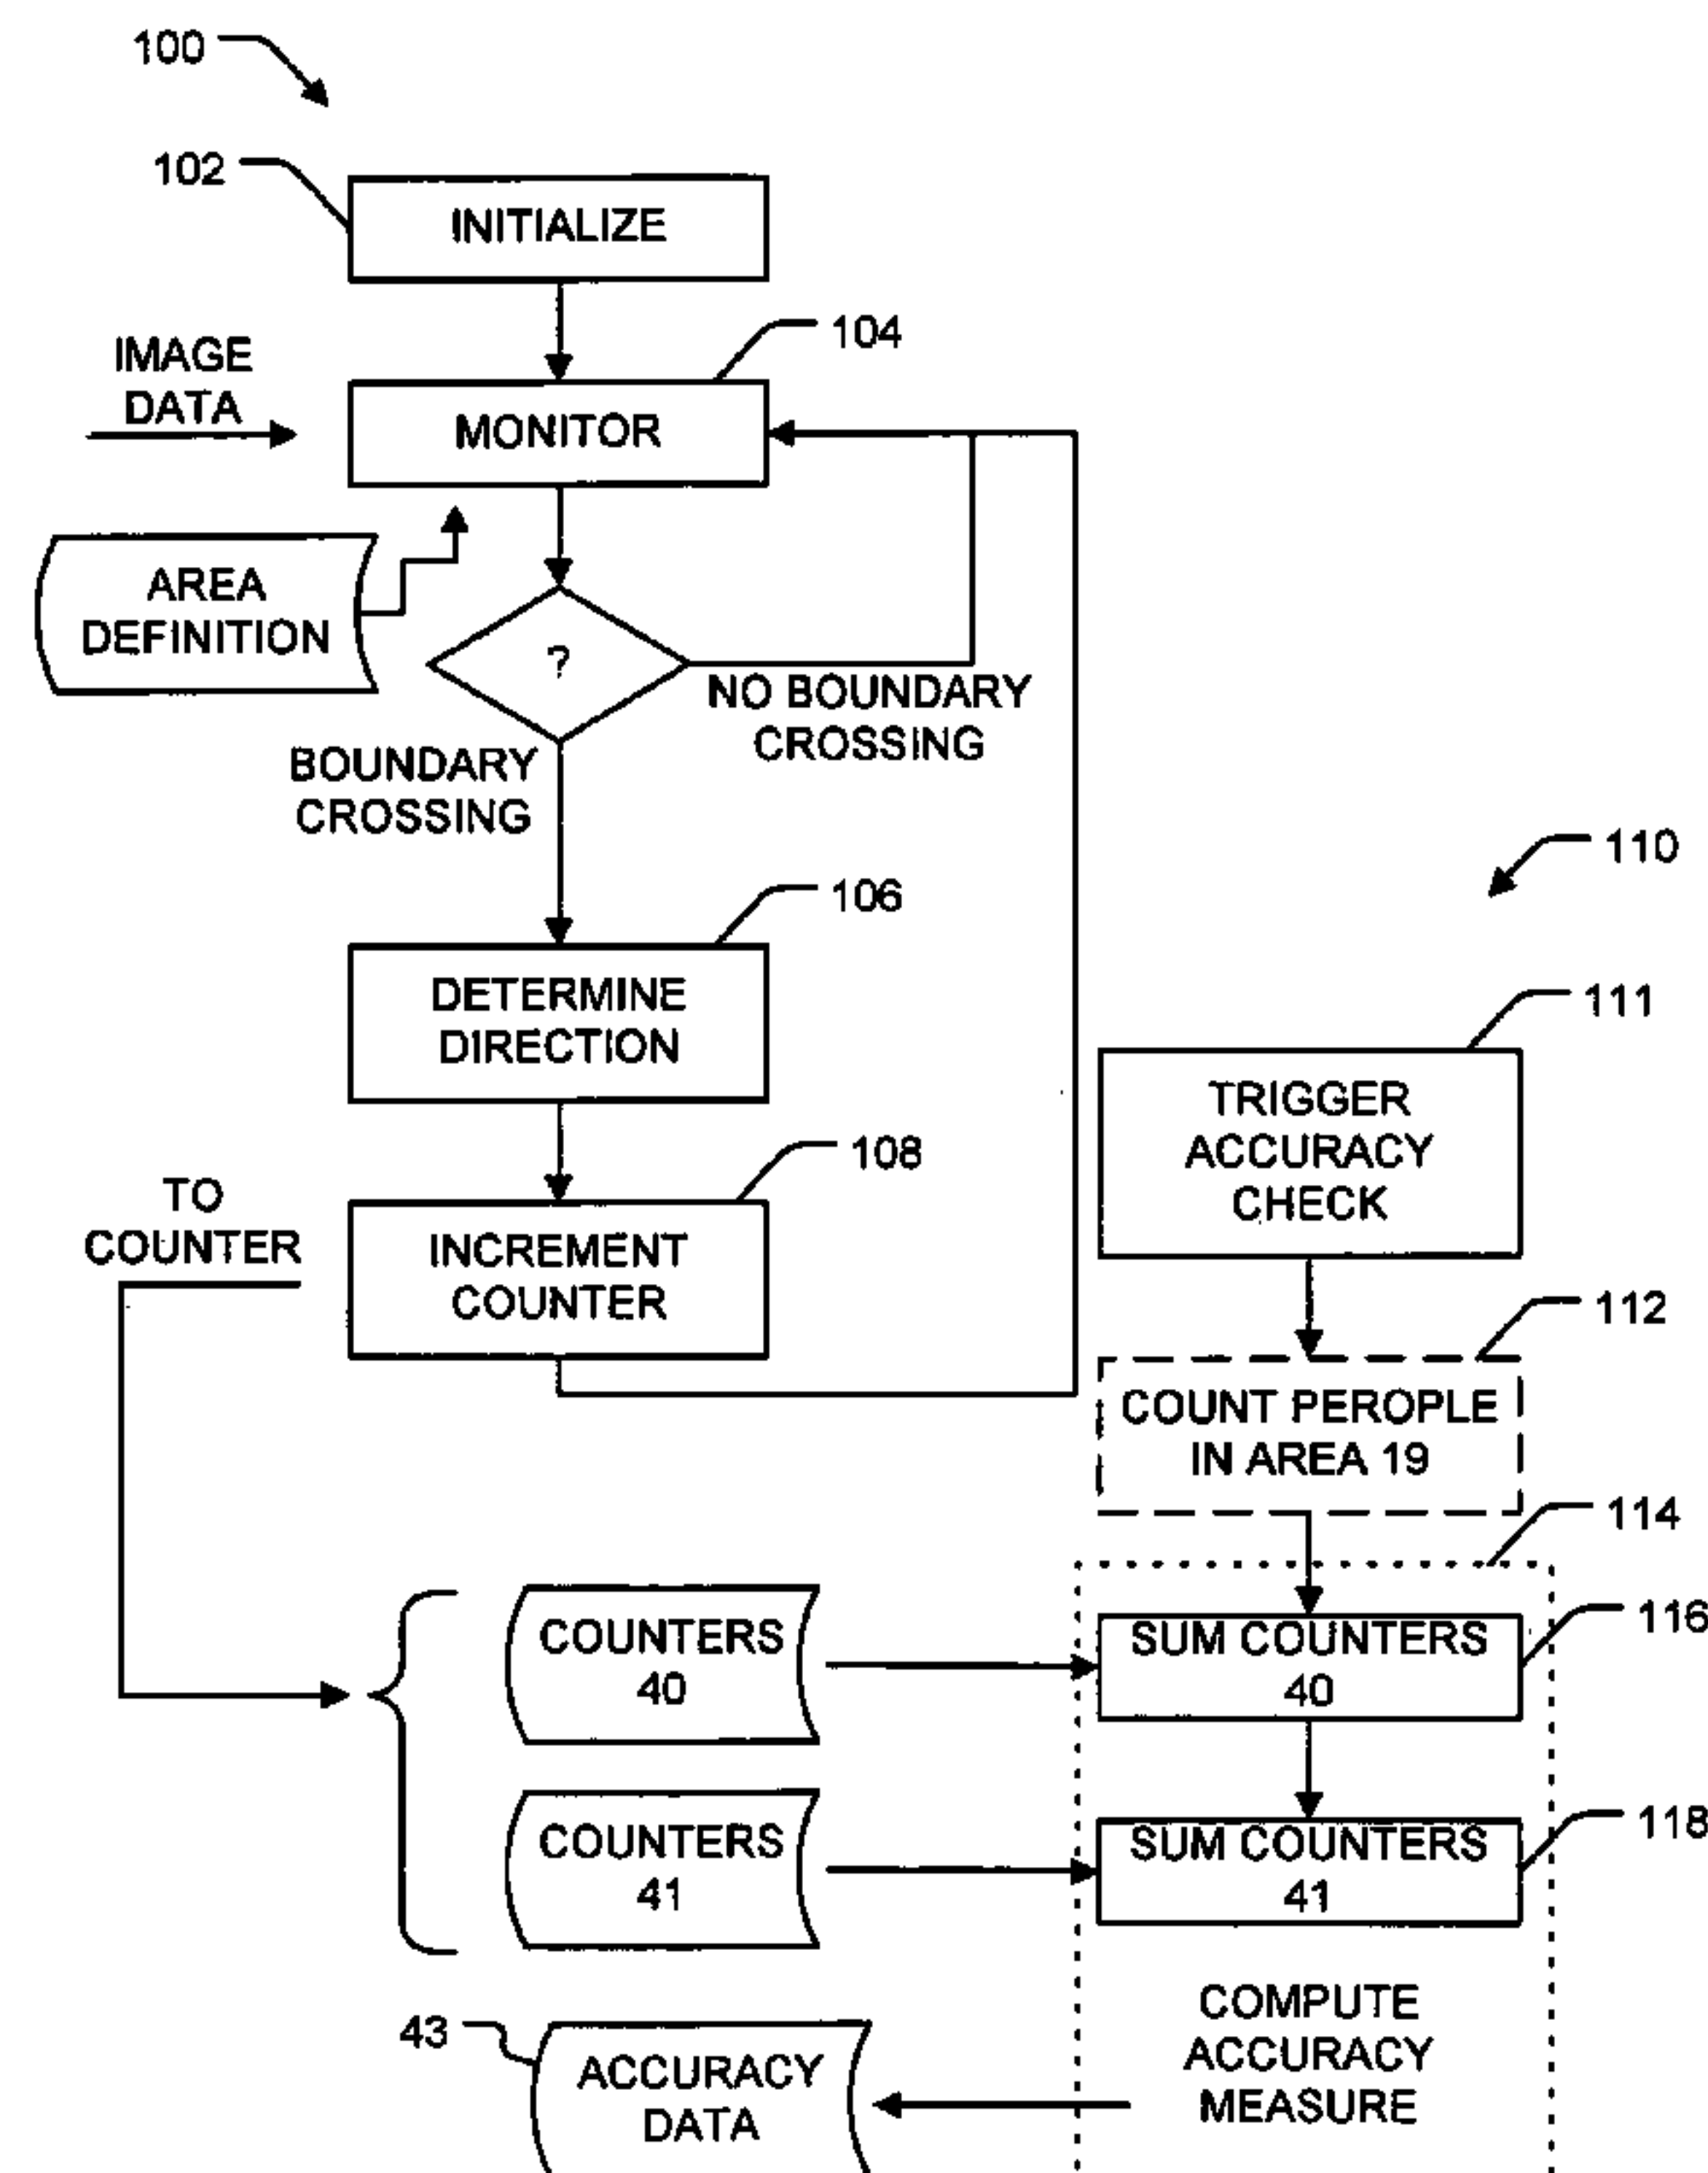 100
102
INITIALIZE
104
IMAGE
DATA
MONITOR
AREA
DEFINITION
?
NO BOUNDARY
CROSSING
BOUNDARY
CROSSING
110
106
DETERMINE
DIRECTION
111
TRIGGER
ACCURACY
CHECK
108
TO
COUNTER
INCREMENT
COUNTER
112
COUNT PEROPLE
IN AREA 19
114
COUNTERS
40
116
SUM COUNTERS
40
COUNTERS
41
118
SUM COUNTERS
41
43
ACCURACY
DATA
COMPUTE
ACCURACY
MEASURE